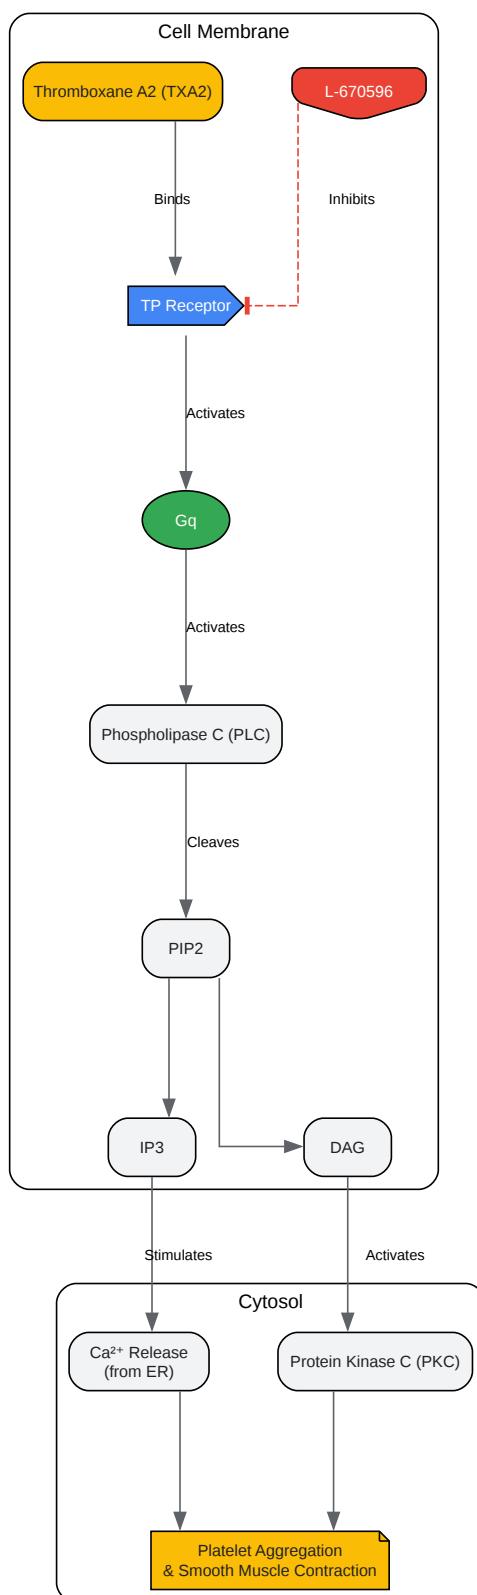 Cell Membrane
Thromboxane A2 (TXA2)
L-670596
Binds
Inhibits
TP Receptor
Activates
Gq
Activates
Phospholipase C (PLC)
Cleaves
PIP2
IP3
DAG
Stimulates
Activates
Cytosol
Ca²⁺ Release
(from ER)
Protein Kinase C (PKC)
Platelet Aggregation
& Smooth Muscle Contraction